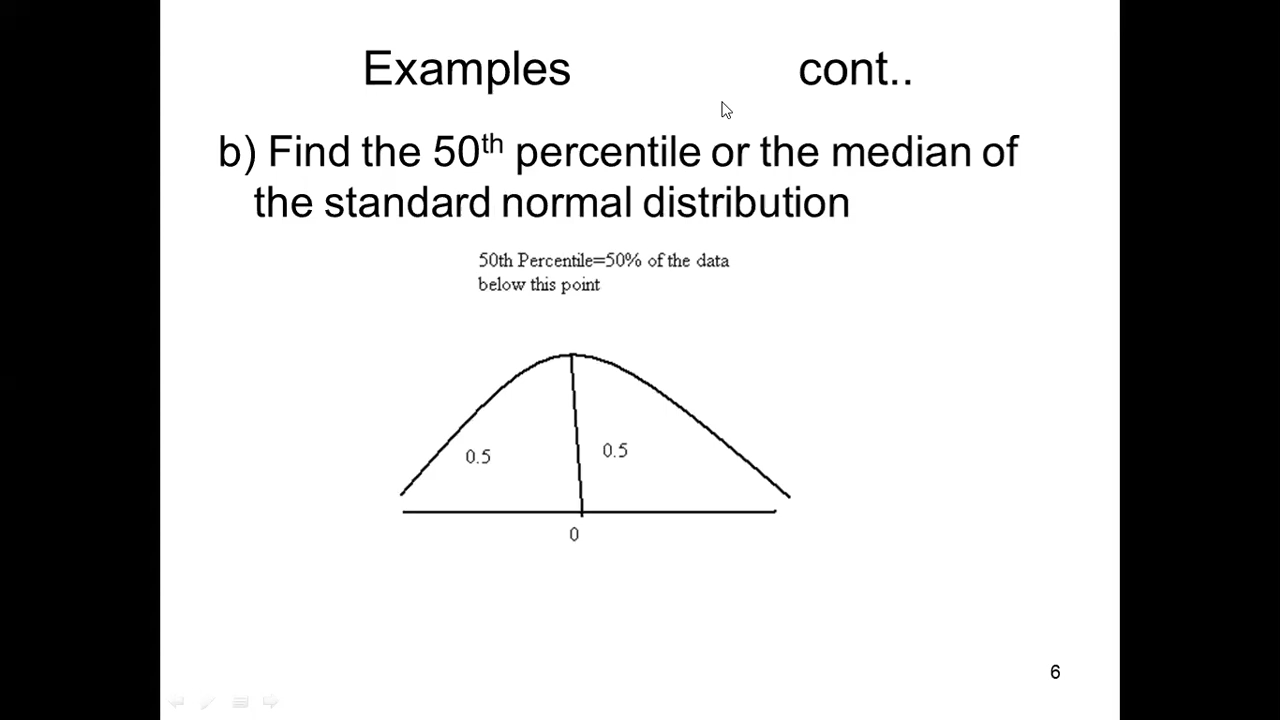 Examples cont..
b) Find the 50th percentile or the median of
the standard normal distribution
50th Percentile=50% of the data
below this point
0.5 0.5
0
6